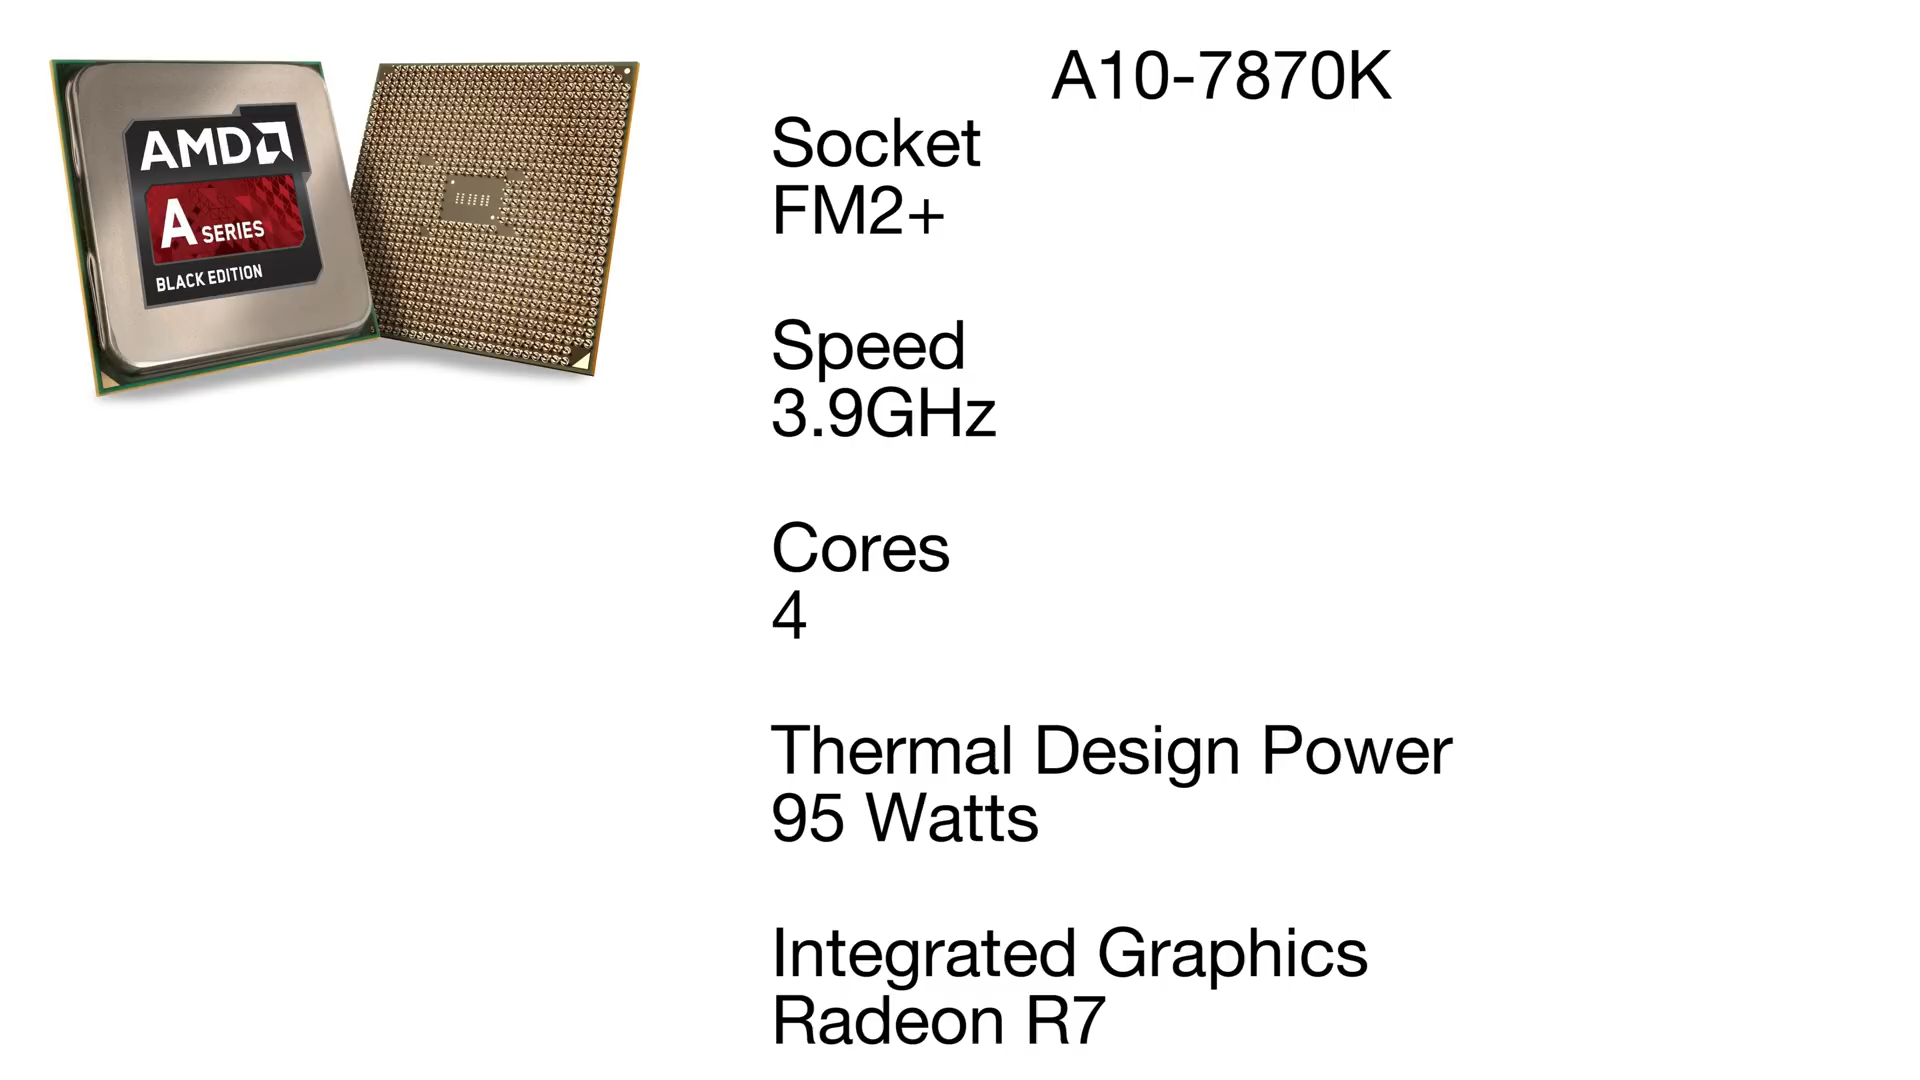 AMD
A SERIES
BLACK EDITION
A10-7870K
Socket
FM2+
Speed
3.9GHz
Cores
4
Thermal Design Power
95 Watts
Integrated Graphics
Radeon R7